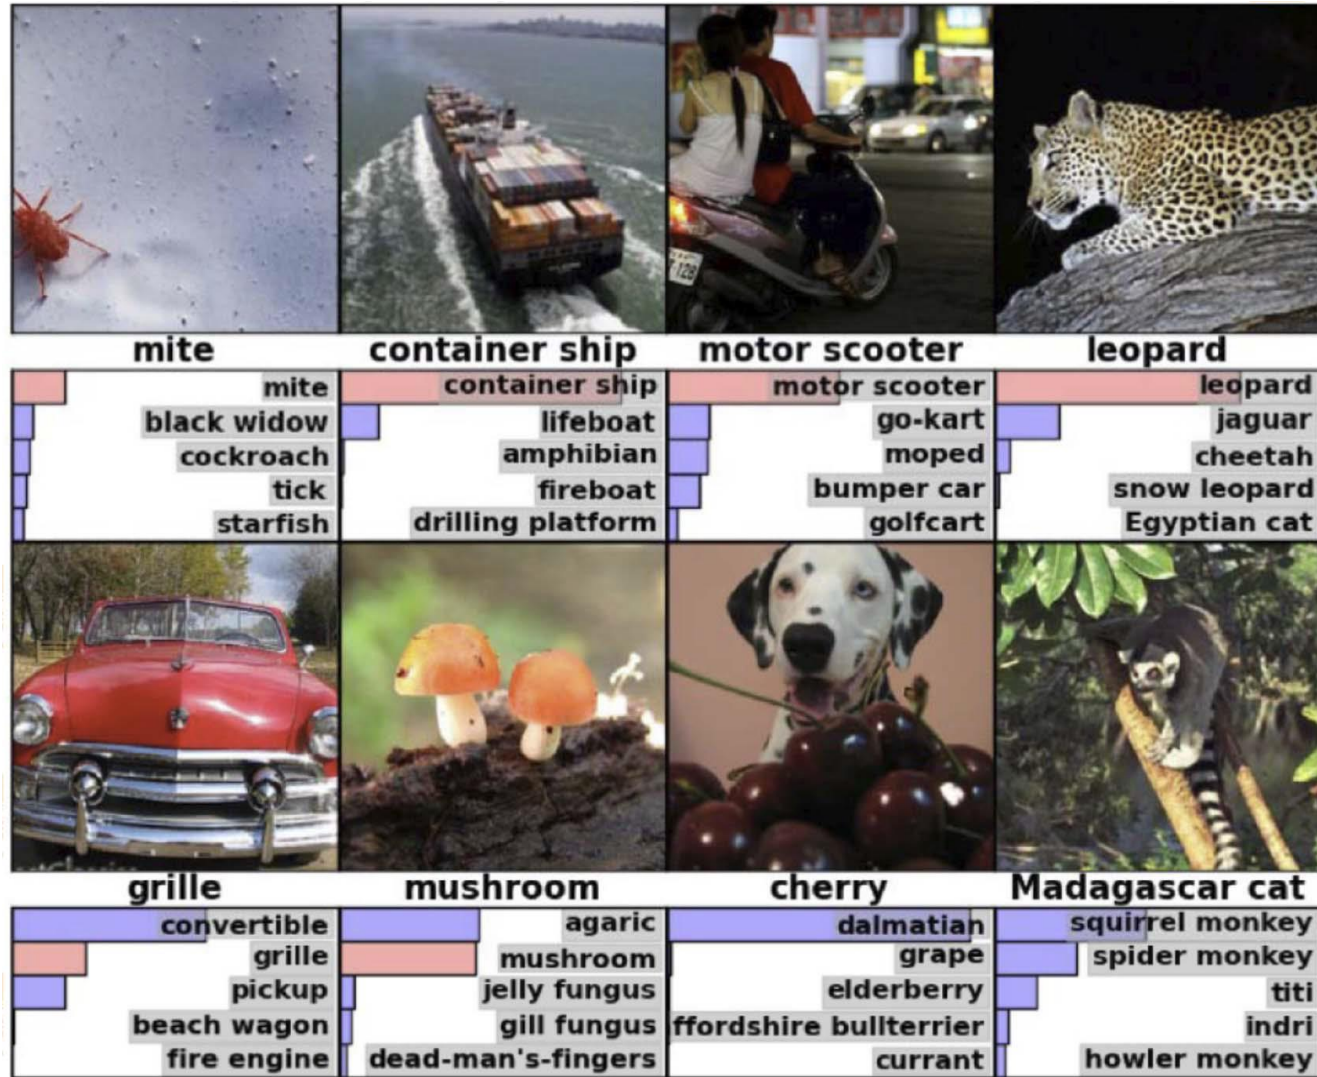 128
mite
container ship
motor scooter
leopard
mite
black widow
cockroach
tick
starfish
container ship
lifeboat
amphibian
fireboat
drilling platform
motor scooter
go-kart
moped
bumper car
golfcart
leopard
jaguar
cheetah
snow leopard
Egyptian cat
grille
mushroom
cherry
Madagascar cat
convertible
grille
pickup
beach wagon
fire engine
agaric
mushroom
jelly fungus
gill fungus
dead-man's-fingers
dalmatian
grape
elderberry
ffordshire bullterrier
currant
squirrel monkey
spider monkey
titi
indri
howler monkey